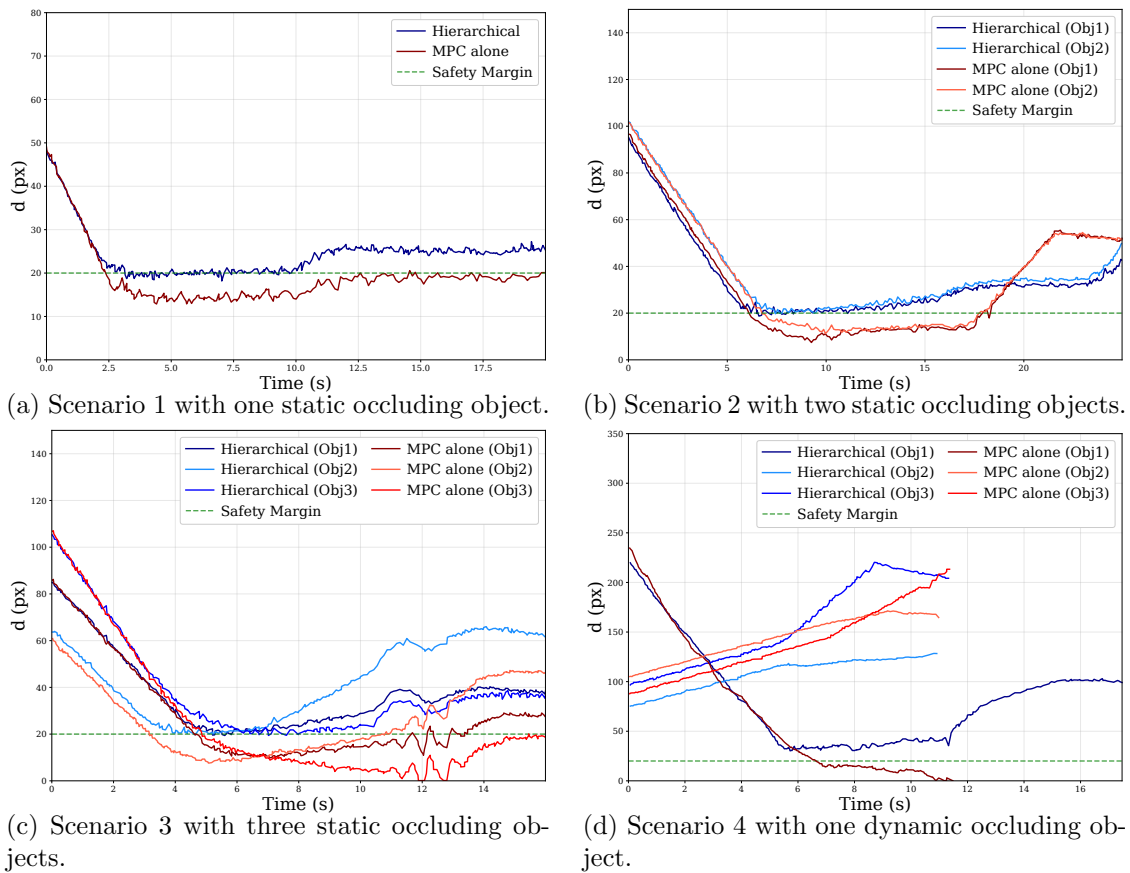 80
70
60
50
40
30
20
10
0
d (px)
0.0
2.5
5.0
7.5
10.0
12.5
15.0
17.5
Time (s)
Hierarchical
MPC alone
Safety Margin
(a) Scenario 1 with one static occluding object.
140
120
100
80
60
40
20
0
d (px)
0
5
10
15
20
Time (s)
Hierarchical (Obj1)
Hierarchical (Obj2)
MPC alone (Obj1)
MPC alone (Obj2)
Safety Margin
(b) Scenario 2 with two static occluding objects.
140
120
100
80
60
40
20
0
d (px)
0
2
4
6
8
10
12
14
Time (s)
Hierarchical (Obj1)
Hierarchical (Obj2)
Hierarchical (Obj3)
Safety Margin
MPC alone (Obj1)
MPC alone (Obj2)
MPC alone (Obj3)
(c) Scenario 3 with three static occluding ob-
jects.
350
300
250
200
150
100
50
0
d (px)
0
2
4
6
8
10
12
14
16
Time (s)
Hierarchical (Obj1)
Hierarchical (Obj2)
Hierarchical (Obj3)
Safety Margin
MPC alone (Obj1)
MPC alone (Obj2)
MPC alone (Obj3)
(d) Scenario 4 with one dynamic occluding ob-
ject.